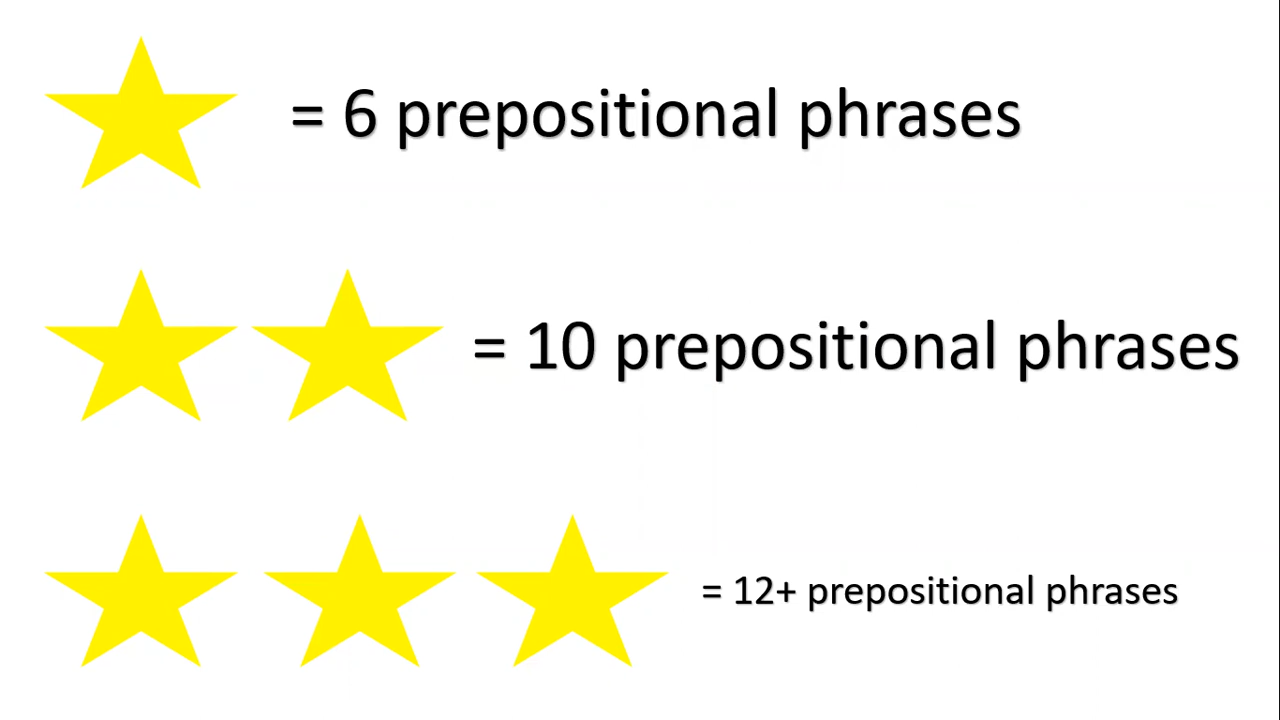 = 6 prepositional phrases
= 10 prepositional phrases
= 12+ prepositional phrases